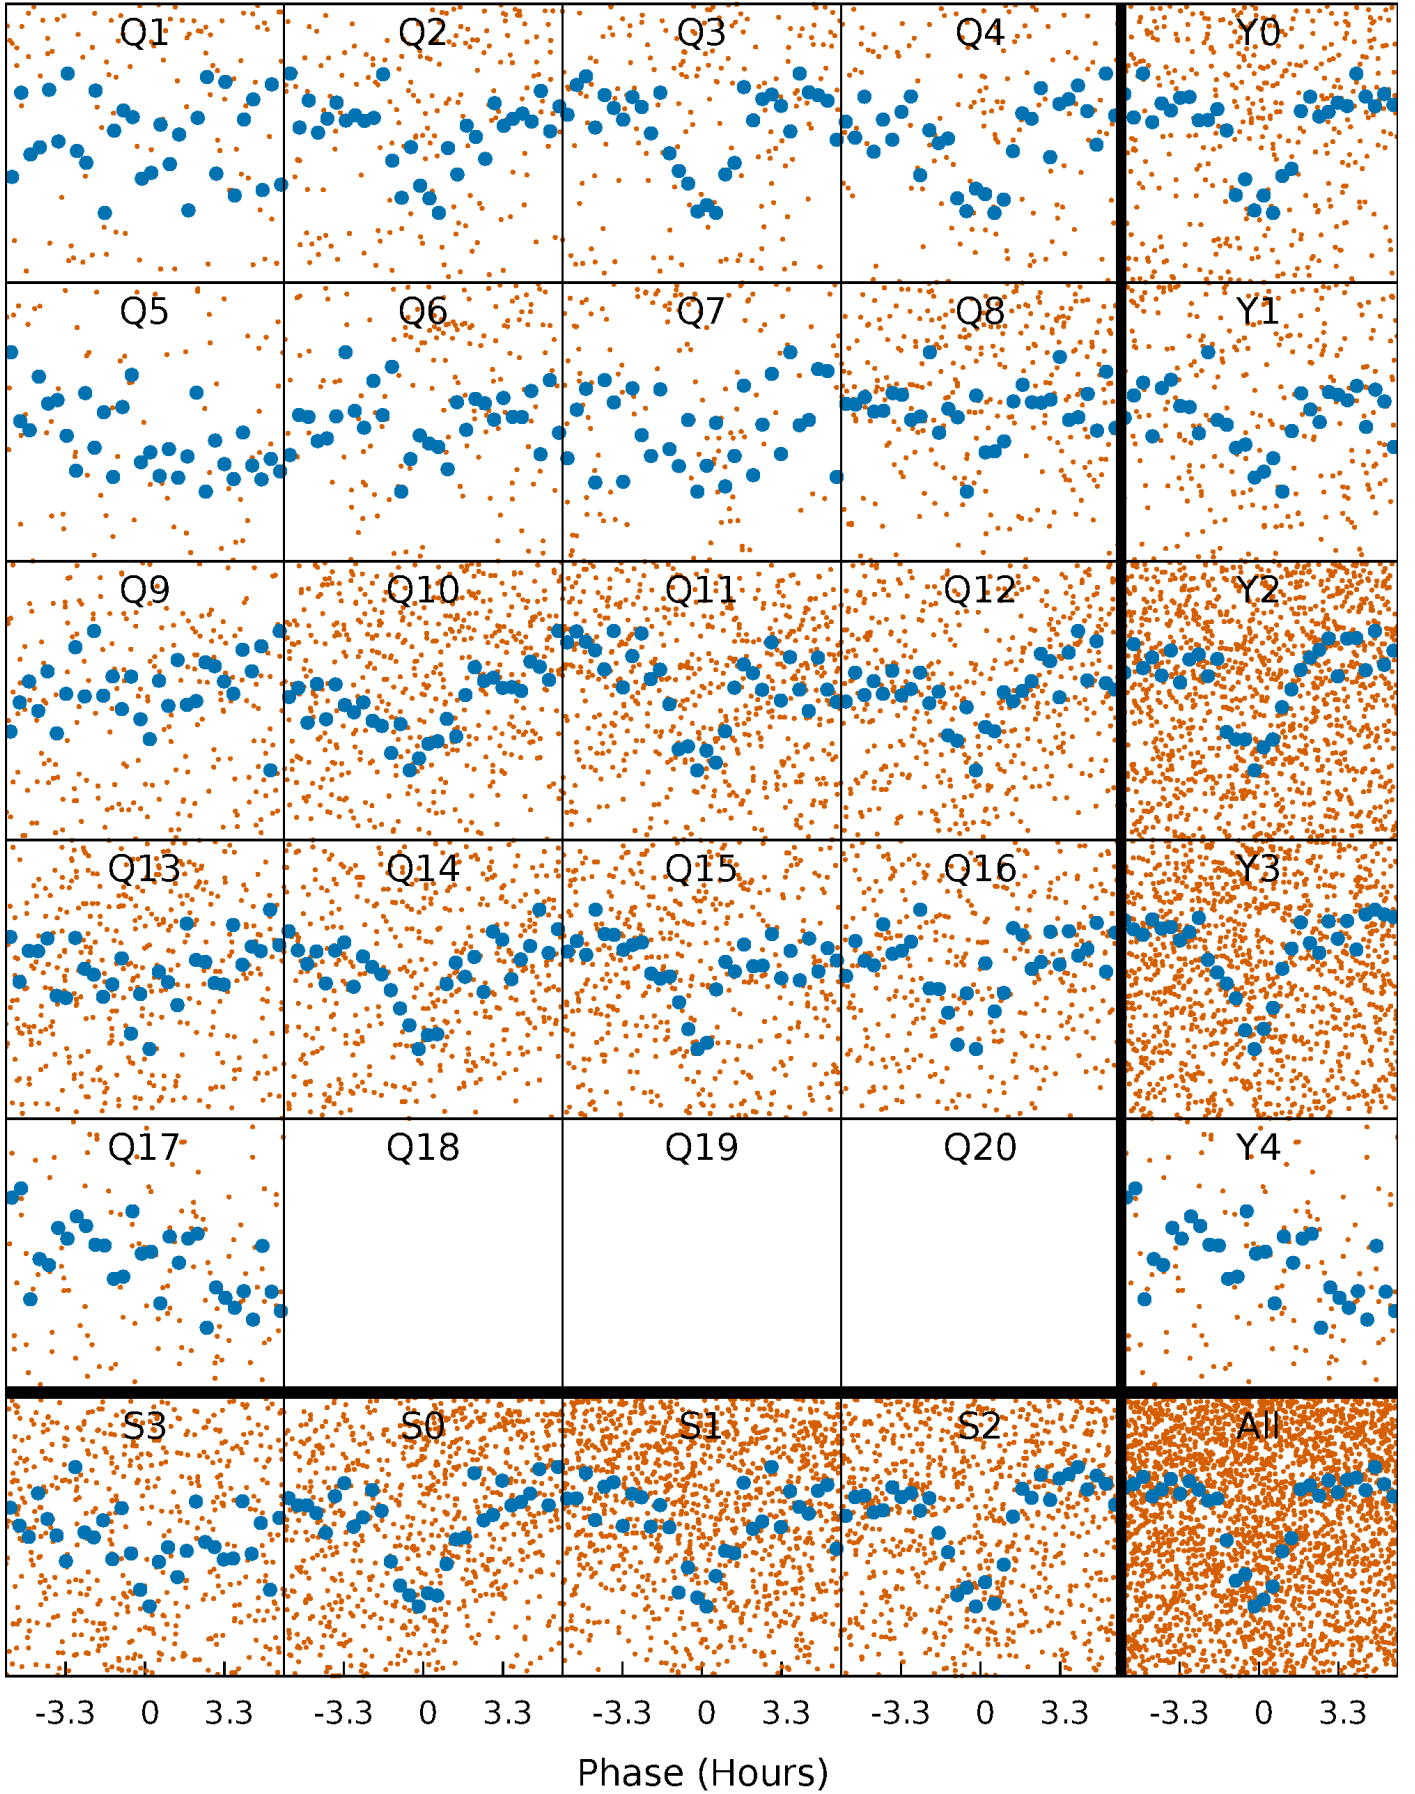 Q1 Q2 Q3 Q4 Y0
Q5 Q6 Q7 Q8 Y1
Q9 Q10 Q11 Q12 Y2
Q13 Q14 Q15 Q16 Y3
Q17 Q18 Q19 Q20 Y4
S3 S0 S1 S2 All
-3.3 0 3.3 -3.3 0 3.3 -3.3 0 3.3 -3.3 0 3.3 -3.3 0 3.3
Phase (Hours)